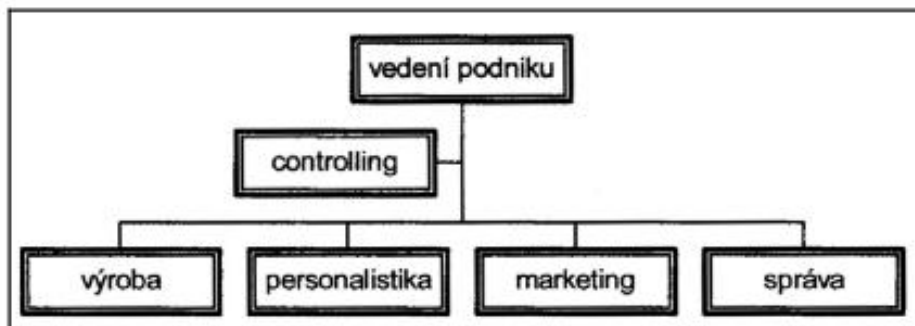 vedení podniku
controlling
výroba
personalistika
marketing
správa